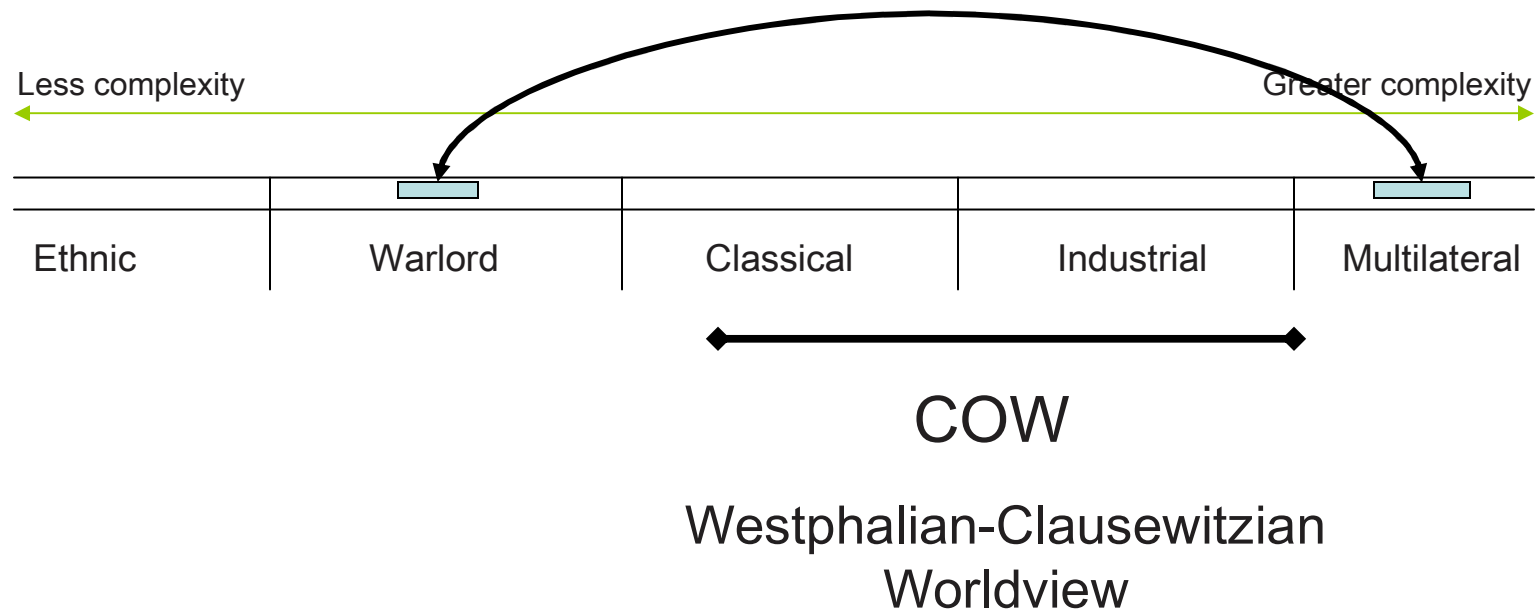 Less complexity
Greater complexity
Ethnic
Warlord
Classical
Industrial
Multilateral
COW
Westphalian-Clausewitzian
Worldview